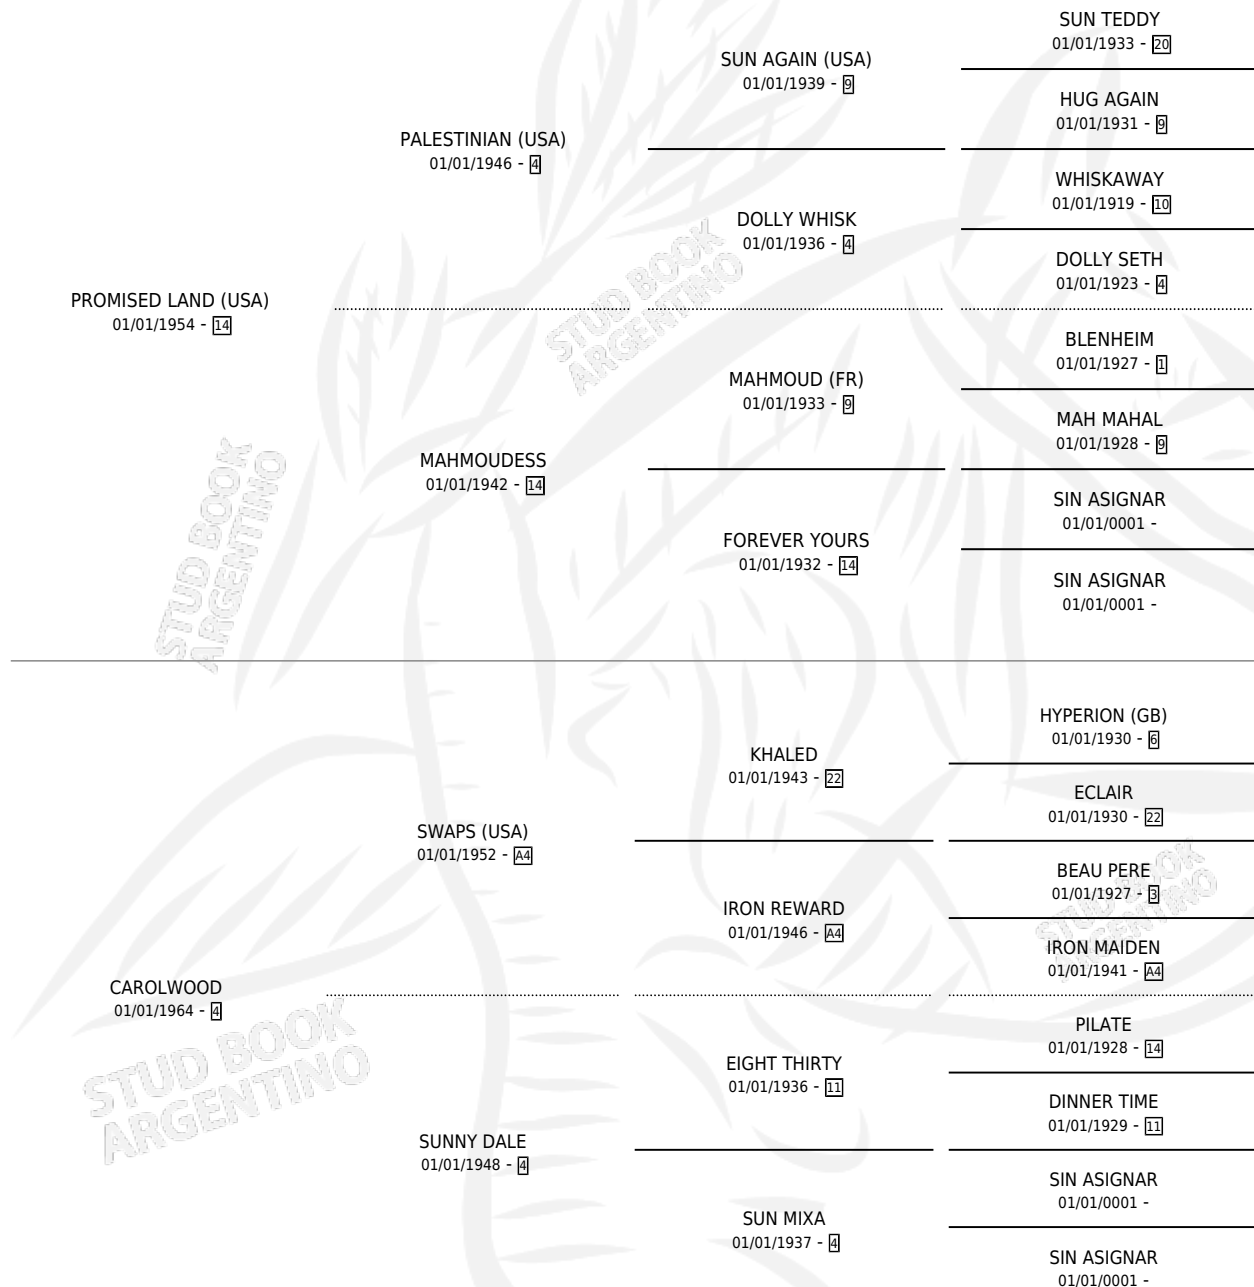 SUN TEDDY
01/01/1933 - 20
SUN AGAIN (USA)
01/01/1939 - 9
HUG AGAIN
01/01/1931 - 9
PALESTINIAN (USA)
01/01/1946 - 4
WHISKAWAY
01/01/1919 - 10
DOLLY WHISK
01/01/1936 - 4
DOLLY SETH
01/01/1923 - 4
PROMISED LAND (USA)
01/01/1954 - 14
BLENHEIM
01/01/1927 - 1
MAHMOUD (FR)
01/01/1933 - 9
MAH MAHAL
01/01/1928 - 9
MAHMOUDESS
01/01/1942 - 14
SIN ASIGNAR
01/01/0001 -
FOREVER YOURS
01/01/1932 - 14
SIN ASIGNAR
01/01/0001 -
STUD BOOK
ARGENTINO
STUD BOOK
ARGENTINO
HYPERION (GB)
01/01/1930 - 6
KHALED
01/01/1943 - 22
ECLAIR
01/01/1930 - 22
SWAPS (USA)
01/01/1952 - A4
BEAU PERE
01/01/1927 - 3
IRON REWARD
01/01/1946 - A4
IRON MAIDEN
01/01/1941 - A4
CAROLWOOD
01/01/1964 - 4
PILATE
01/01/1928 - 14
EIGHT THIRTY
01/01/1936 - 11
DINNER TIME
01/01/1929 - 11
SUNNY DALE
01/01/1948 - 4
SIN ASIGNAR
01/01/0001 -
SUN MIXA
01/01/1937 - 4
SIN ASIGNAR
01/01/0001 -
STUD BOOK
ARGENTINO
STUD BOOK
ARGENTINO